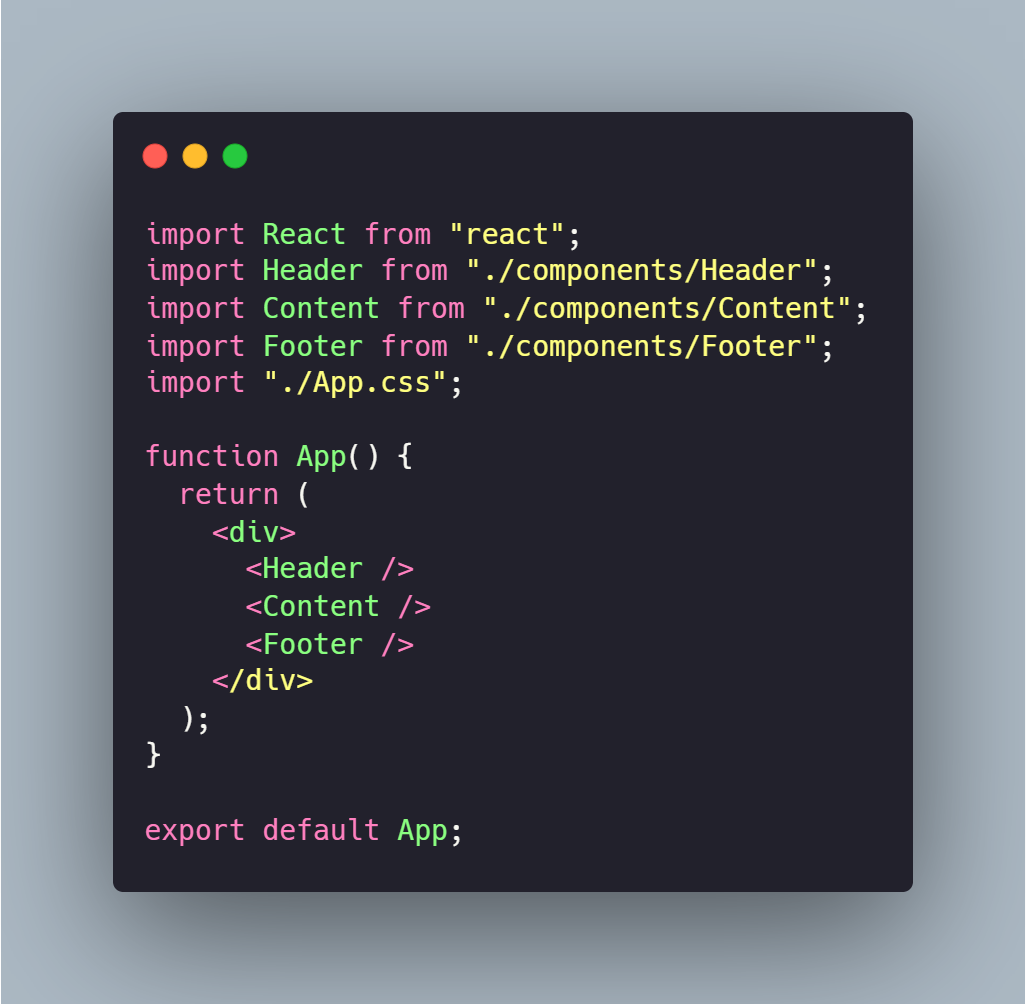 import React from "react";
import Header from "./components/Header";
import Content from "./components/Content";
import Footer from "./components/Footer";
import "./App.css";

function App() {
  return (
    <div>
      <Header />
      <Content />
      <Footer />
    </div>
  );
}

export default App;